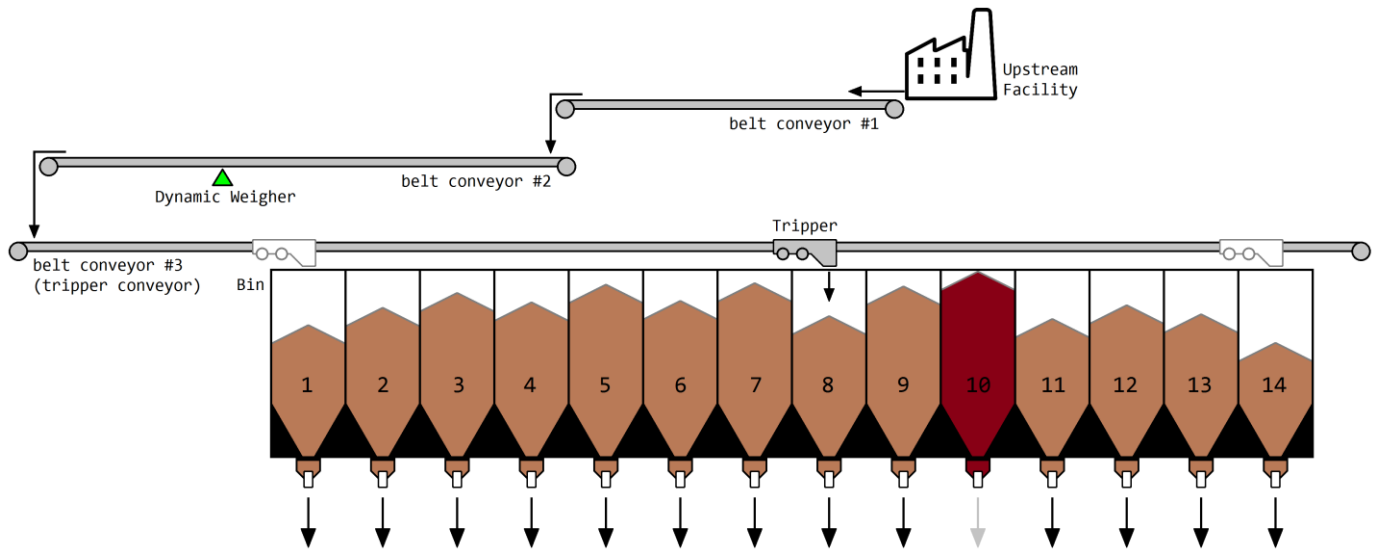 Upstream
Facility
belt conveyor #1
belt conveyor #2
Dynamic Weigher
Tripper
belt conveyor #3
(tripper conveyor)
Bin
1 2 3 4 5 6 7 8 9 10 11 12 13 14